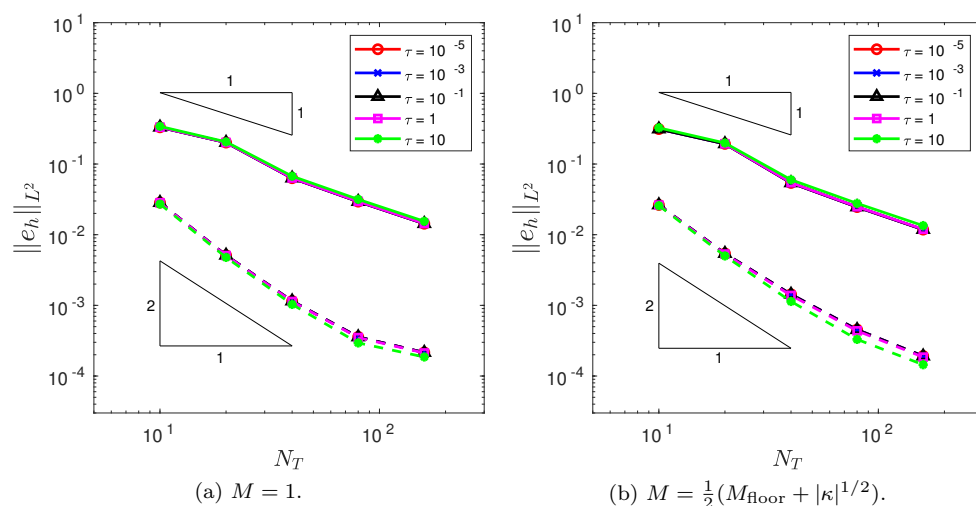 10^1
10^0
10^{-1}
10^{-2}
10^{-3}
10^{-4}
||e_h||_{L^2}
1
1
2
1
τ = 10^{-5}
τ = 10^{-3}
τ = 10^{-1}
τ = 1
τ = 10
10^1
10^2
N_T
(a) M = 1.
10^1
10^0
10^{-1}
10^{-2}
10^{-3}
10^{-4}
||e_h||_{L^2}
1
1
2
1
τ = 10^{-5}
τ = 10^{-3}
τ = 10^{-1}
τ = 1
τ = 10
10^1
10^2
N_T
(b) M = \frac{1}{2}(M_{floor} + |κ|^{1/2}).